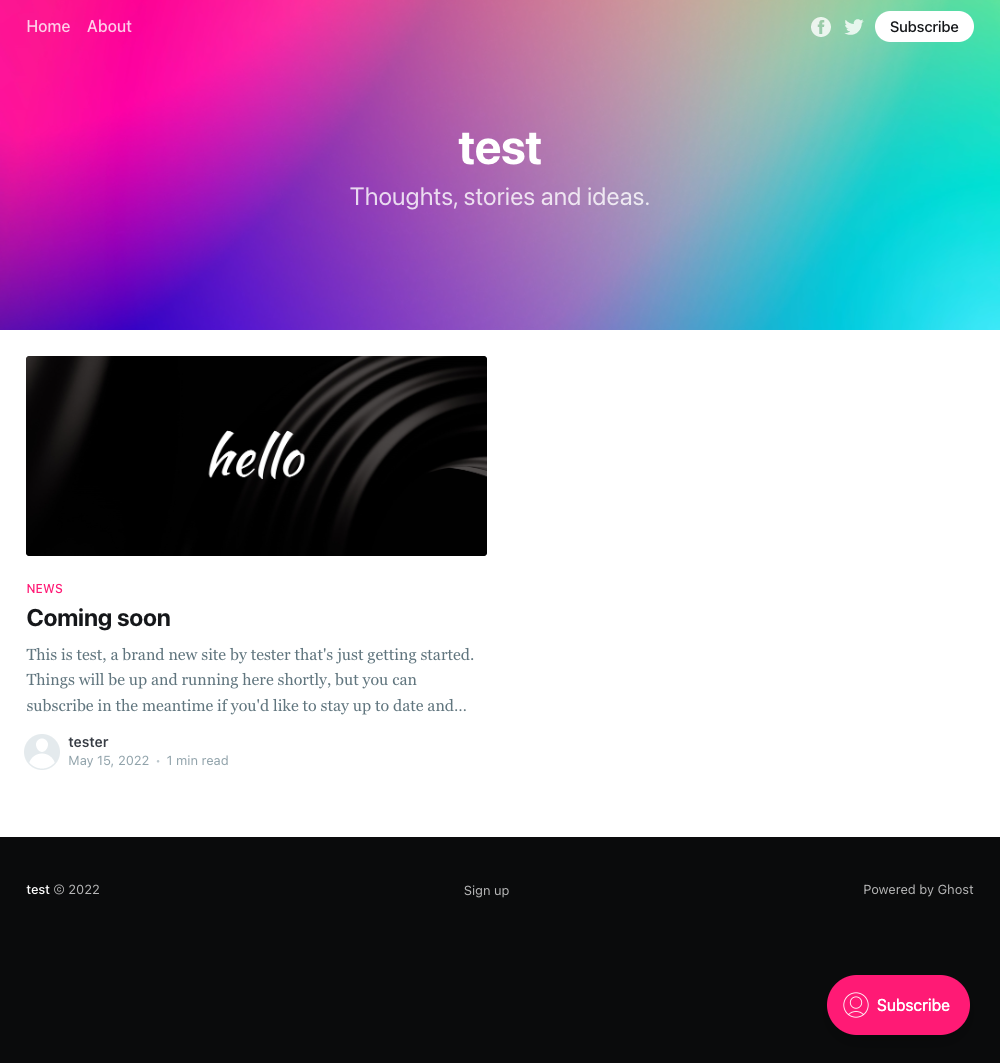 Home About Subscribe
test
Thoughts, stories and ideas.
hello
NEWS
Coming soon
This is test, a brand new site by tester that's just getting started.
Things will be up and running here shortly, but you can
subscribe in the meantime if you'd like to stay up to date and…
tester
May 15, 2022 • 1 min read
test © 2022 Sign up Powered by Ghost
Subscribe